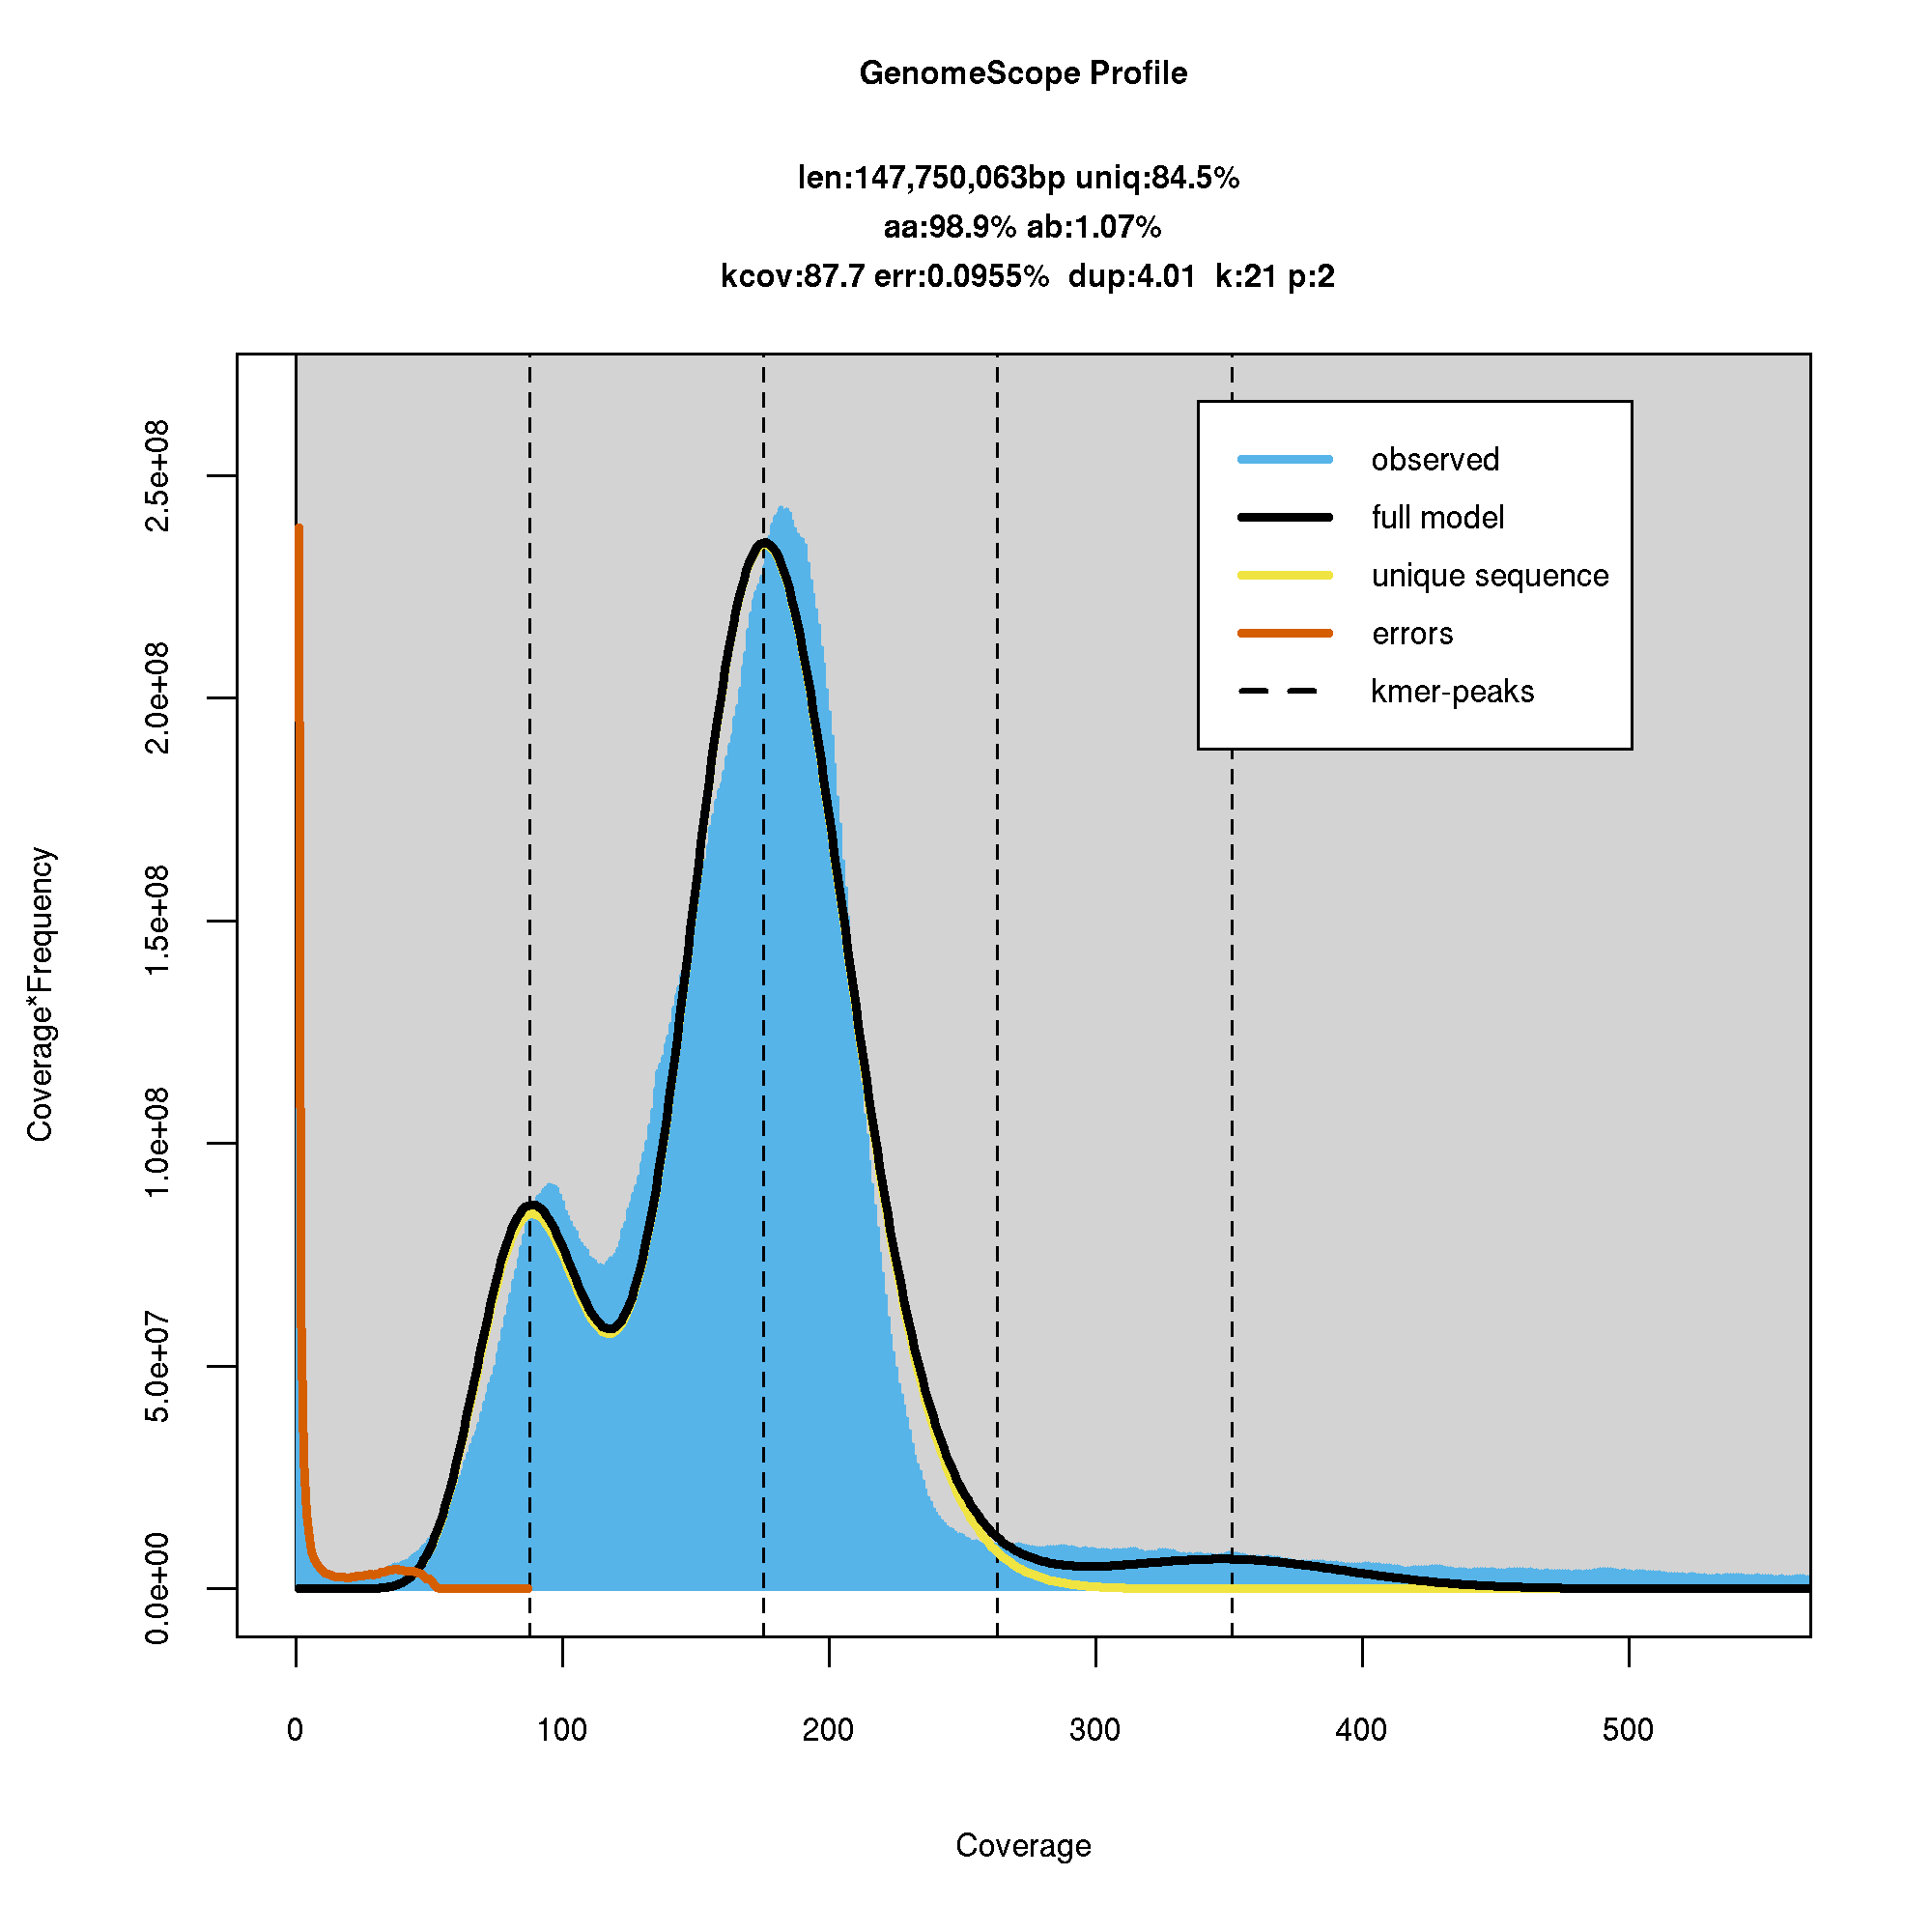 GenomeScope Profile
len:147,750,063bp uniq:84.5%
aa:98.9% ab:1.07%
kcov:87.7 err:0.0955% dup:4.01 k:21 p:2
observed
full model
unique sequence
errors
kmer-peaks
Coverage*Frequency
2.5e+08
2.0e+08
1.5e+08
1.0e+08
5.0e+07
0.0e+00
0 100 200 300 400 500
Coverage